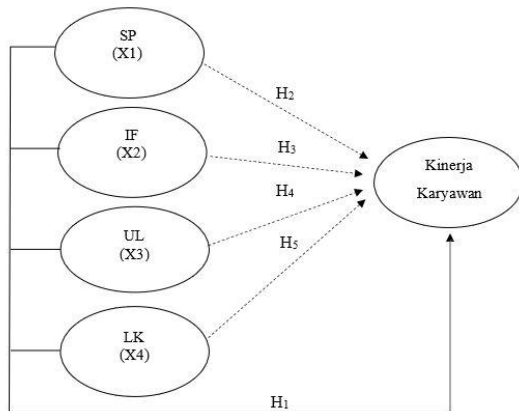 SP
(X1)
H2
IF
(X2)
H3
Kinerja
Karyawan
H4
UL
(X3)
H5
LK
(X4)
H1